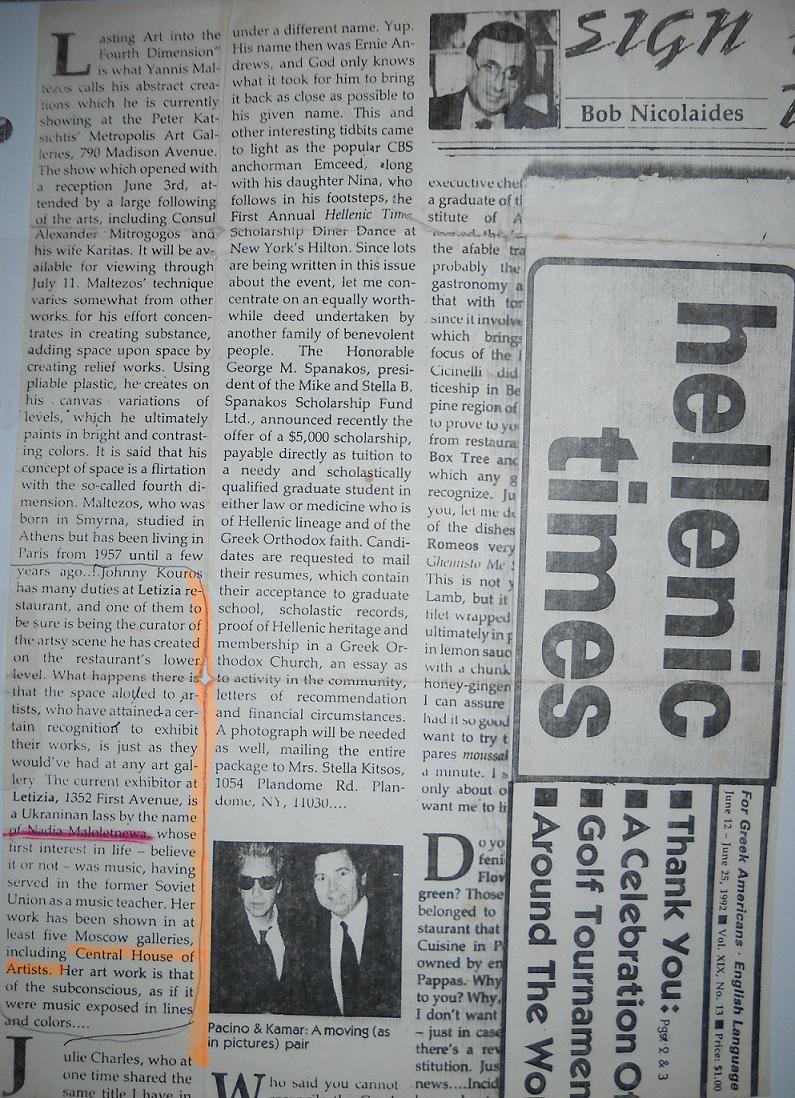 Lasting Art into the
Fourth Dimension"
is what Yannis Mal-
tezos calls his abstract crea-
tions which he is currently
showing at the Peter Kat-
sichtis' Metropolis Art Gal-
leries, 790 Madison Avenue.
The show which opened with
a reception June 3rd, at-
tended by a large following
of the arts, including Consul
Alexander Mitrogogos and
his wife Karitas. It will be av-
ailable for viewing through
July 11. Maltezos' technique
varies somewhat from other
works for his effort concen-
trates in creating substance,
adding space upon space by
creating relief works. Using
pliable plastic, he creates on
his canvas variations of
levels, which he ultimately
paints in bright and contrast-
ing colors. It is said that his
concept of space is a flirtation
with the so-called fourth di-
mension. Maltezos, who was
born in Smyrna, studied in
Athens but has been living in
Paris from 1957 until a few
years ago...Johnny Kouros
has many duties at Letizia re-
staurant, and one of them to
be sure is being the curator of
the artsy scene he has created
on the restaurant's lower
level. What happens there is
that the space alotted to ar-
tists, who have attained a cer-
tain recognition to exhibit
their works, is just as they
would've had at any art gal-
lery. The current exhibitor at
Letizia, 1352 First Avenue, is
a Ukraninan lass by the name
of Nadia Maloletnewa, whose
first interest in life – believe
it or not – was music, having
served in the former Soviet
Union as a music teacher. Her
work has been shown in at
least five Moscow galleries,
including Central House of
Artists. Her art work is that
of the subconscious, as if it
were music exposed in lines
and colors....
Julie Charles, who at
one time shared the
same title I have in
under a different name. Yup.
His name then was Ernie An-
drews, and God only knows
what it took for him to bring
it back as close as possible to
his given name. This and
other interesting tidbits came
to light as the popular CBS
anchorman Emceed, along
with his daughter Nina, who
follows in his footsteps, the
First Annual Hellenic Times
Scholarship Diner Dance at
New York's Hilton. Since lots
are being written in this issue
about the event, let me con-
centrate on an equally worth-
while deed undertaken by
another family of benevolent
people. The Honorable
George M. Spanakos, presi-
dent of the Mike and Stella B.
Spanakos Scholarship Fund
Ltd., announced recently the
offer of a $5,000 scholarship,
payable directly as tuition to
a needy and scholastically
qualified graduate student in
either law or medicine who is
of Hellenic lineage and of the
Greek Orthodox faith. Candi-
dates are requested to mail
their resumes, which contain
their acceptance to graduate
school, scholastic records,
proof of Hellenic heritage and
membership in a Greek Or-
thodox Church, an essay as
to activity in the community,
letters of recommendation
and financial circumstances.
A photograph will be needed
as well, mailing the entire
package to Mrs. Stella Kitsos,
1054 Plandome Rd. Plan-
dome, NY, 11030....
Pacino & Kamar: A moving (as
in pictures) pair
Who said you cannot
SIGN
Bob Nicolaides
executive chef
a graduate of
stitute of
the afable
probably the
gastronomy a
that with
since it
which brings
focus of the
Cicinelli did
ticeship in Be
pine region of
to prove to
from
Box Tree and
which any
recognize. Ju
you, let me
of the dishes
Romeos very
This is not
Lamb, but it
filet wrapped
ultimately in
in lemon sauc
with a chunk
honey-ginger
I can assure
had it so good
want to try t
pares moussa
a minute. I s
only about o
want me to li
Do yo
feni
Flov
green? Those
belonged to
staurant that
Cuisine in P
owned by en
Pappas. Why
to you? Why,
I don't want
– just in case
there's a rev
stitution. Jus
news....Incid
hellenic
times
For Greek Americans · English Language
June 12 – June 25, 1992 ■ Vol. XIX, No. 13 ■ Price: $1.00
■ Thank You: Pgs 2 & 3
■ A Celebration Of
■ Golf Tournamen
■ Around The Wo